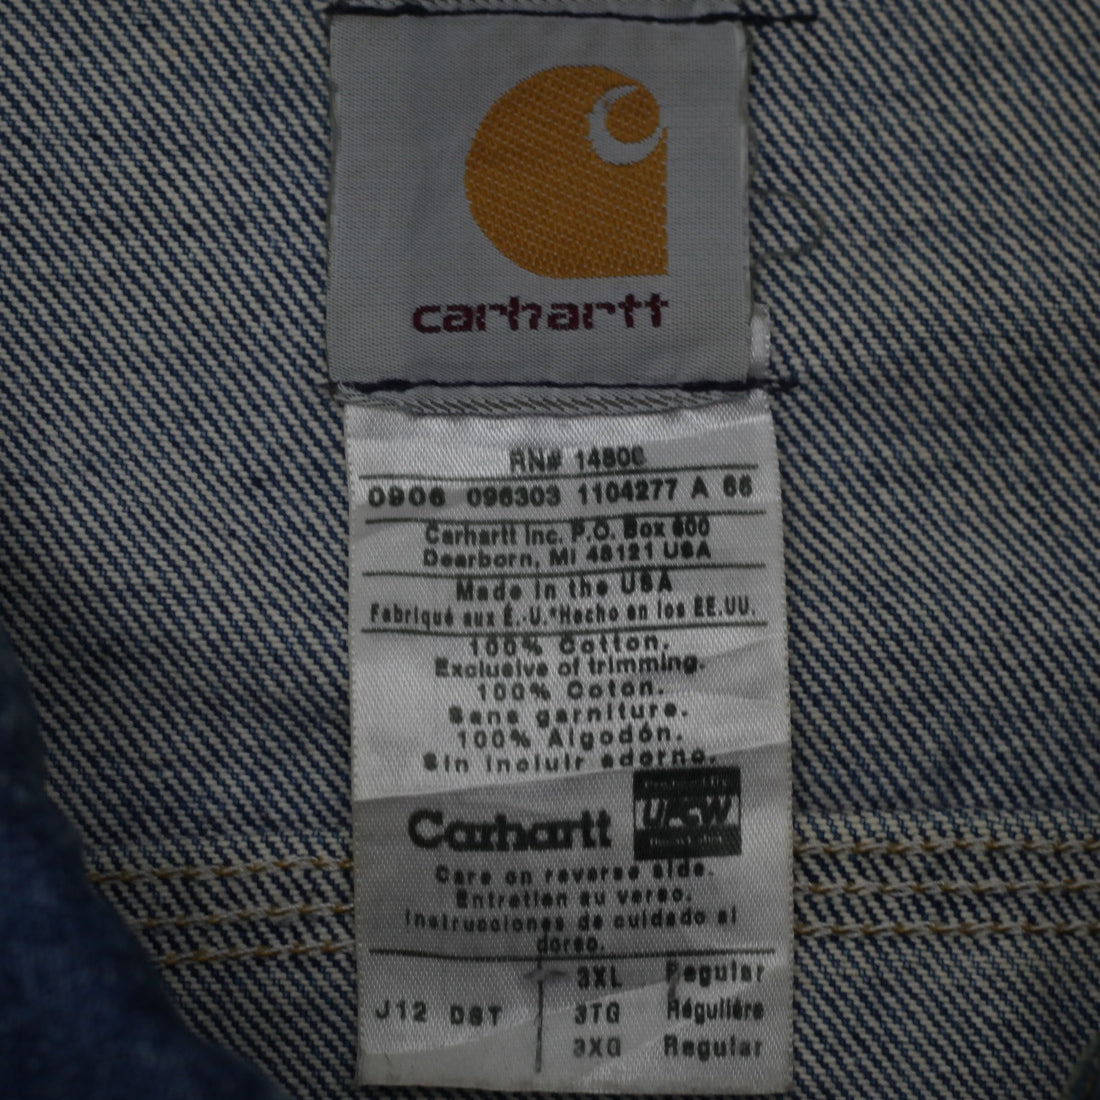 carhartt
RN# 14806
0906 096303 1104277 A 66
Carhartt Inc. P.O. Box 600
Dearborn, MI 48121 USA
Made in the USA
Fabriqué aux É.-U.*Hecho en los EE.UU.
100% Cotton.
Exclusive of trimming.
100% Coton.
Sans garniture.
100% Algodón.
Sin incluir adorno.
Carhartt UFCW
Care on reverse side.
Entretien au verso.
Instrucciones de cuidado al
dorso.
3XL Regular
J12 DST 3TG Régulière
3XG Regular